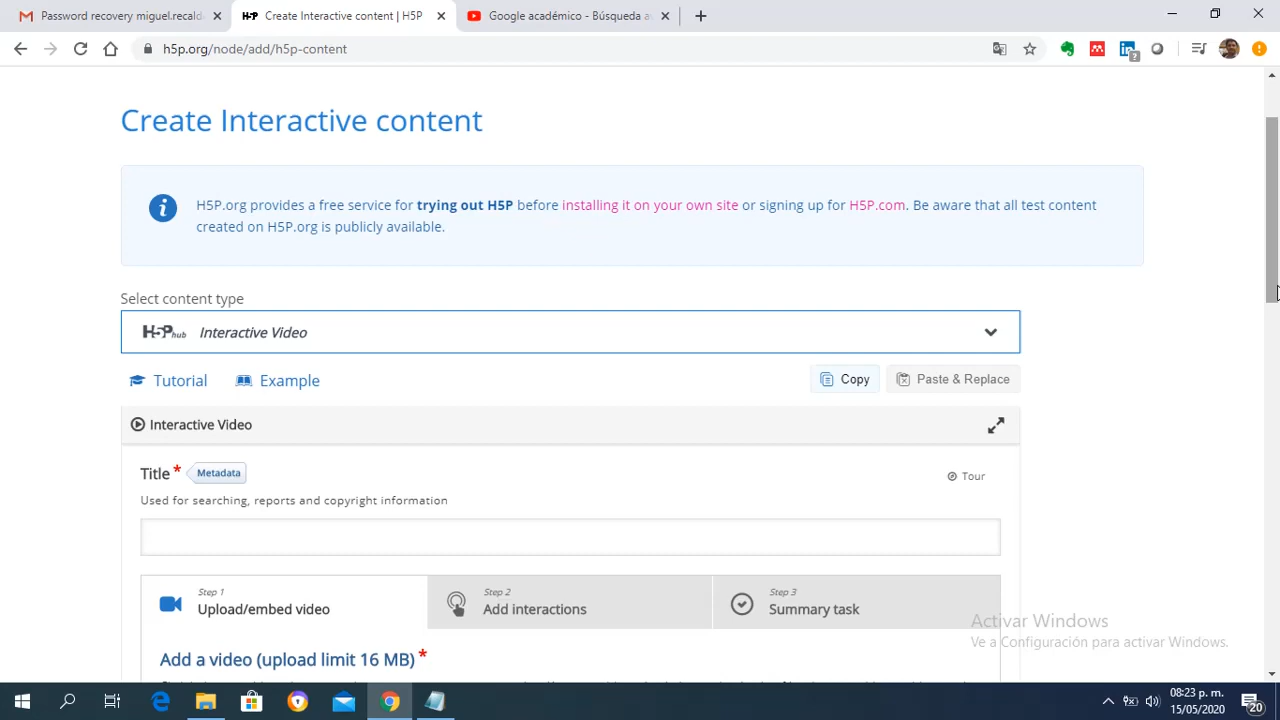 Password recovery miguel.recald
Create Interactive content | H5P
Google académico - Búsqueda av
h5p.org/node/add/h5p-content
Create Interactive content
H5P.org provides a free service for trying out H5P before installing it on your own site or signing up for H5P.com. Be aware that all test content
created on H5P.org is publicly available.
Select content type
H5P hub Interactive Video
Tutorial Example Copy Paste & Replace
Interactive Video
Title * Metadata
Tour
Used for searching, reports and copyright information
Step 1
Upload/embed video
Step 2
Add interactions
Step 3
Summary task
Activar Windows
Ve a Configuración para activar Windows.
Add a video (upload limit 16 MB) *
08:23 p. m.
15/05/2020
20